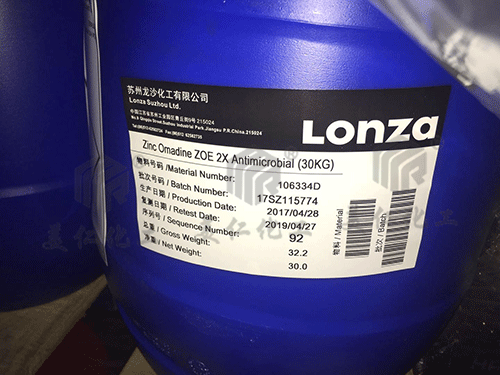 苏州龙沙化工有限公司
Lonza Suzhou Ltd.
215024
Lonza
Zinc Omadine ZOE 2X Antimicrobial (30KG)
物料号码 /Material Number: 106334D
批次号码 / Batch Number: 17SZ115774
生产日期 / Production Date: 2017/04/28
复测日期 / Retest Date: 2019/04/27
序列号 / Sequence Number: 92
总重 / Gross Weight: 32.2
净重 / Net Weight: 30.0
物料 / Material
批次 / Batch